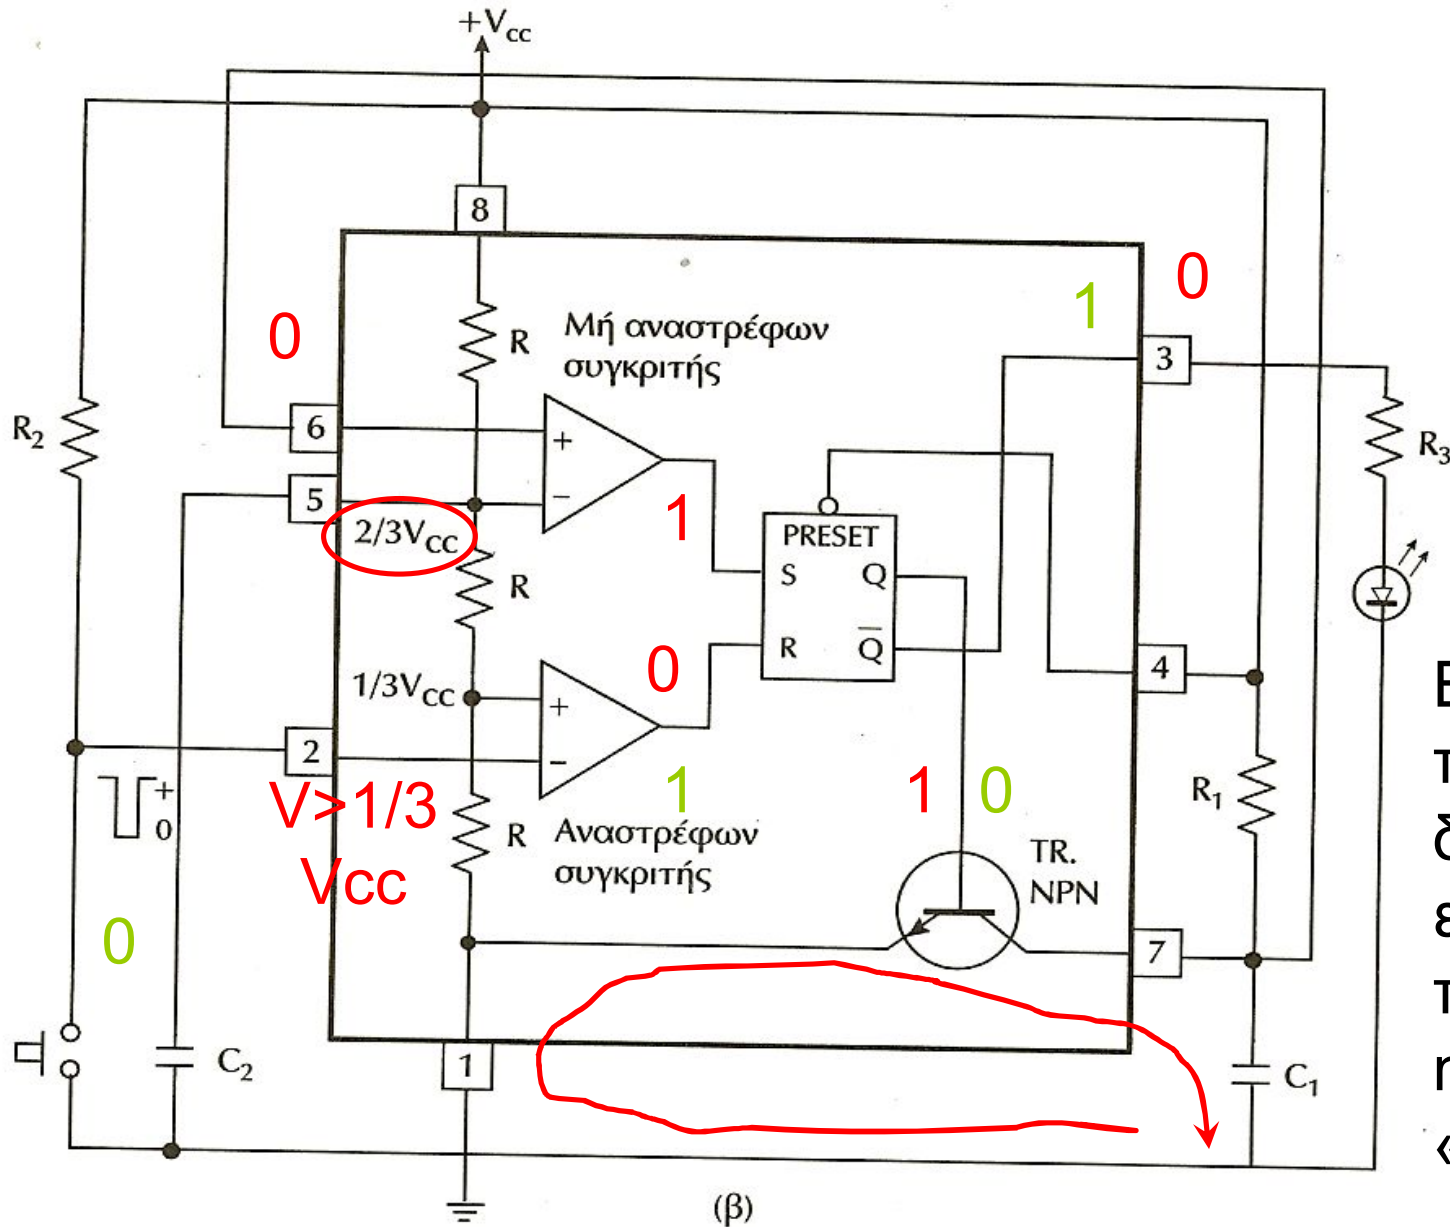 +Vcc
8
0
1
0
R
Μή αναστρέφων
συγκριτής
3
R2
6
+
R3
5
−
2/3Vcc
1
PRESET
S
Q
R
R
Q̅
0
4
1/3Vcc
+
2
−
+
0
V>1/3
Vcc
1
1
0
R1
R
Αναστρέφων
συγκριτής
TR.
NPN
0
7
C2
1
C1
«
(β)